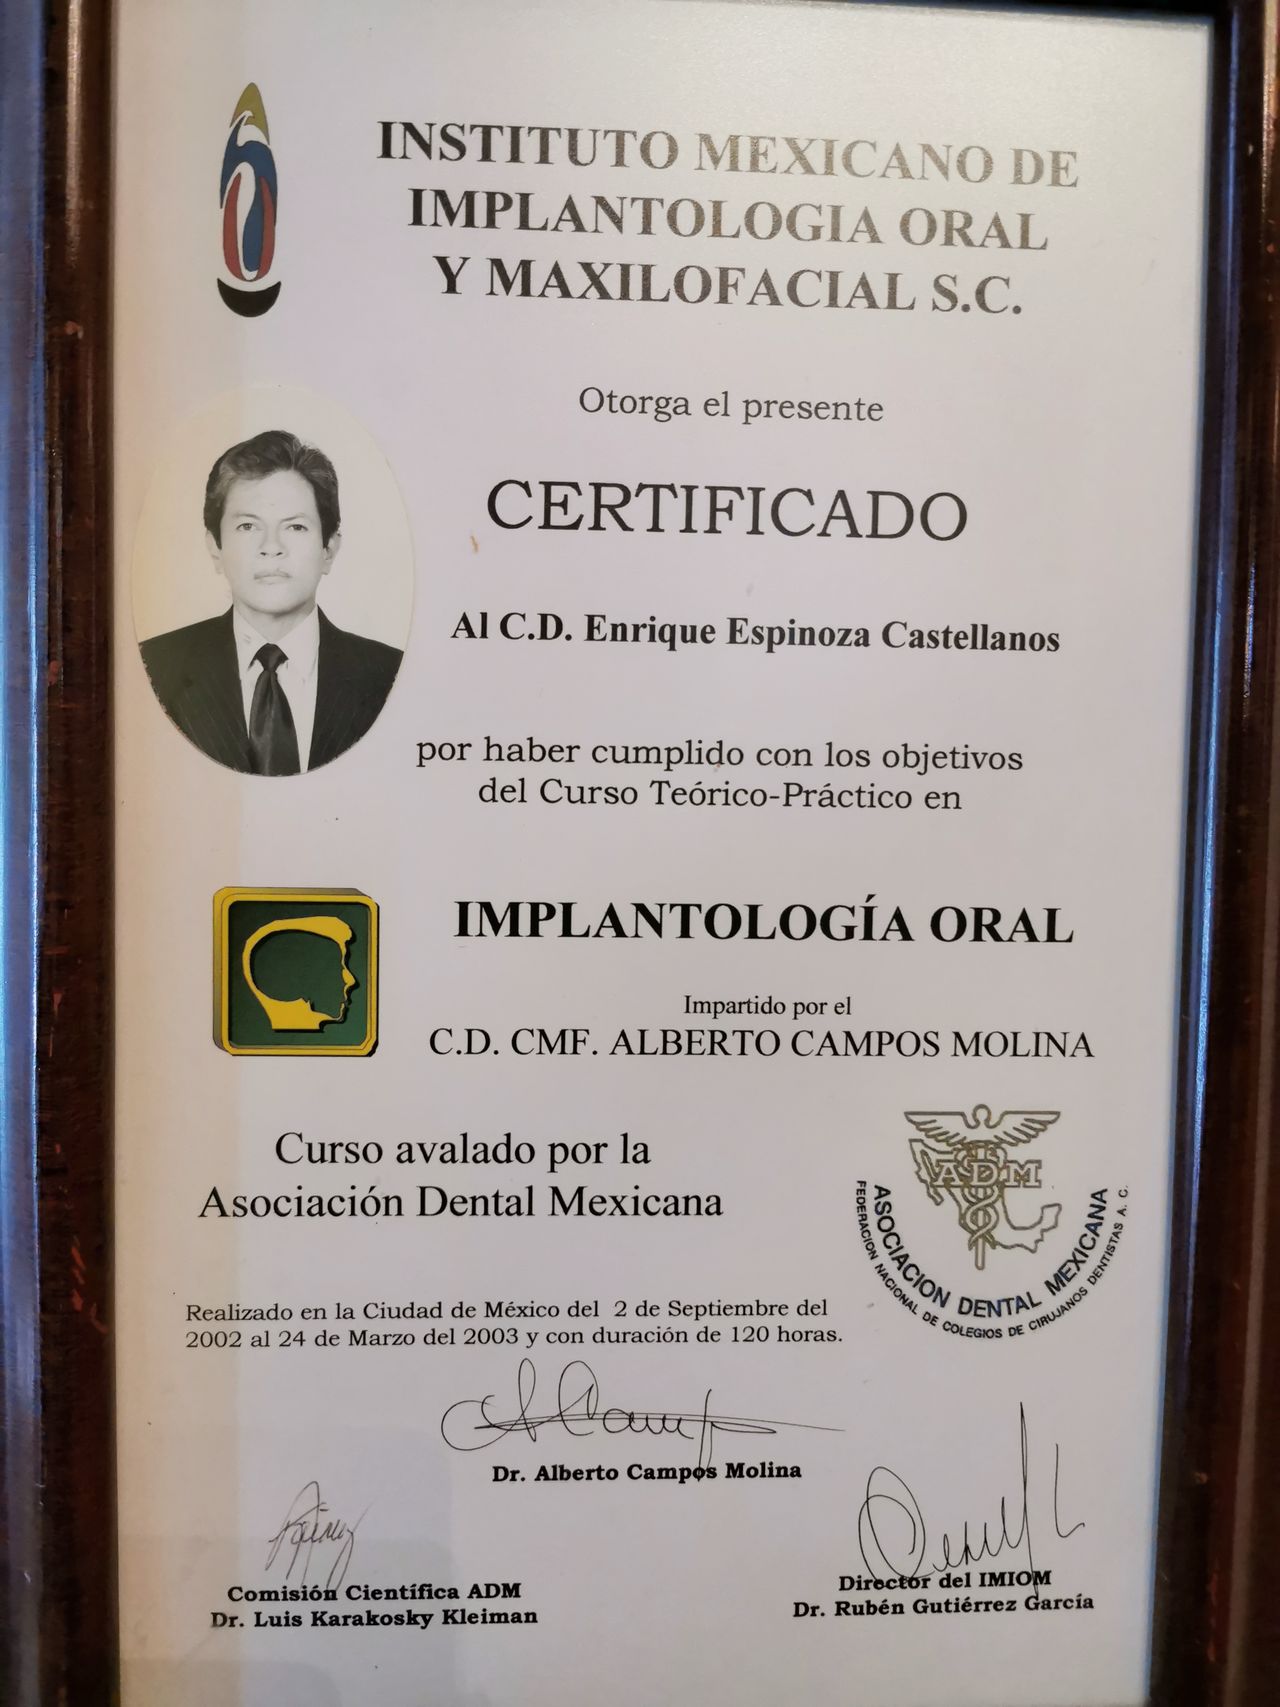 INSTITUTO MEXICANO DE
IMPLANTOLOGIA ORAL
Y MAXILOFACIAL S.C.
Otorga el presente
CERTIFICADO
Al C.D. Enrique Espinoza Castellanos
por haber cumplido con los objetivos
del Curso Teórico-Práctico en
IMPLANTOLOGÍA ORAL
Impartido por el
C.D. CMF. ALBERTO CAMPOS MOLINA
Curso avalado por la
Asociación Dental Mexicana
ADM
ASOCIACION DENTAL MEXICANA
FEDERACION NACIONAL DE COLEGIOS DE CIRUJANOS DENTISTAS A. C.
Realizado en la Ciudad de México del 2 de Septiembre del
2002 al 24 de Marzo del 2003 y con duración de 120 horas.
Dr. Alberto Campos Molina
Comisión Científica ADM
Dr. Luis Karakosky Kleiman
Director del IMIOM
Dr. Rubén Gutiérrez García